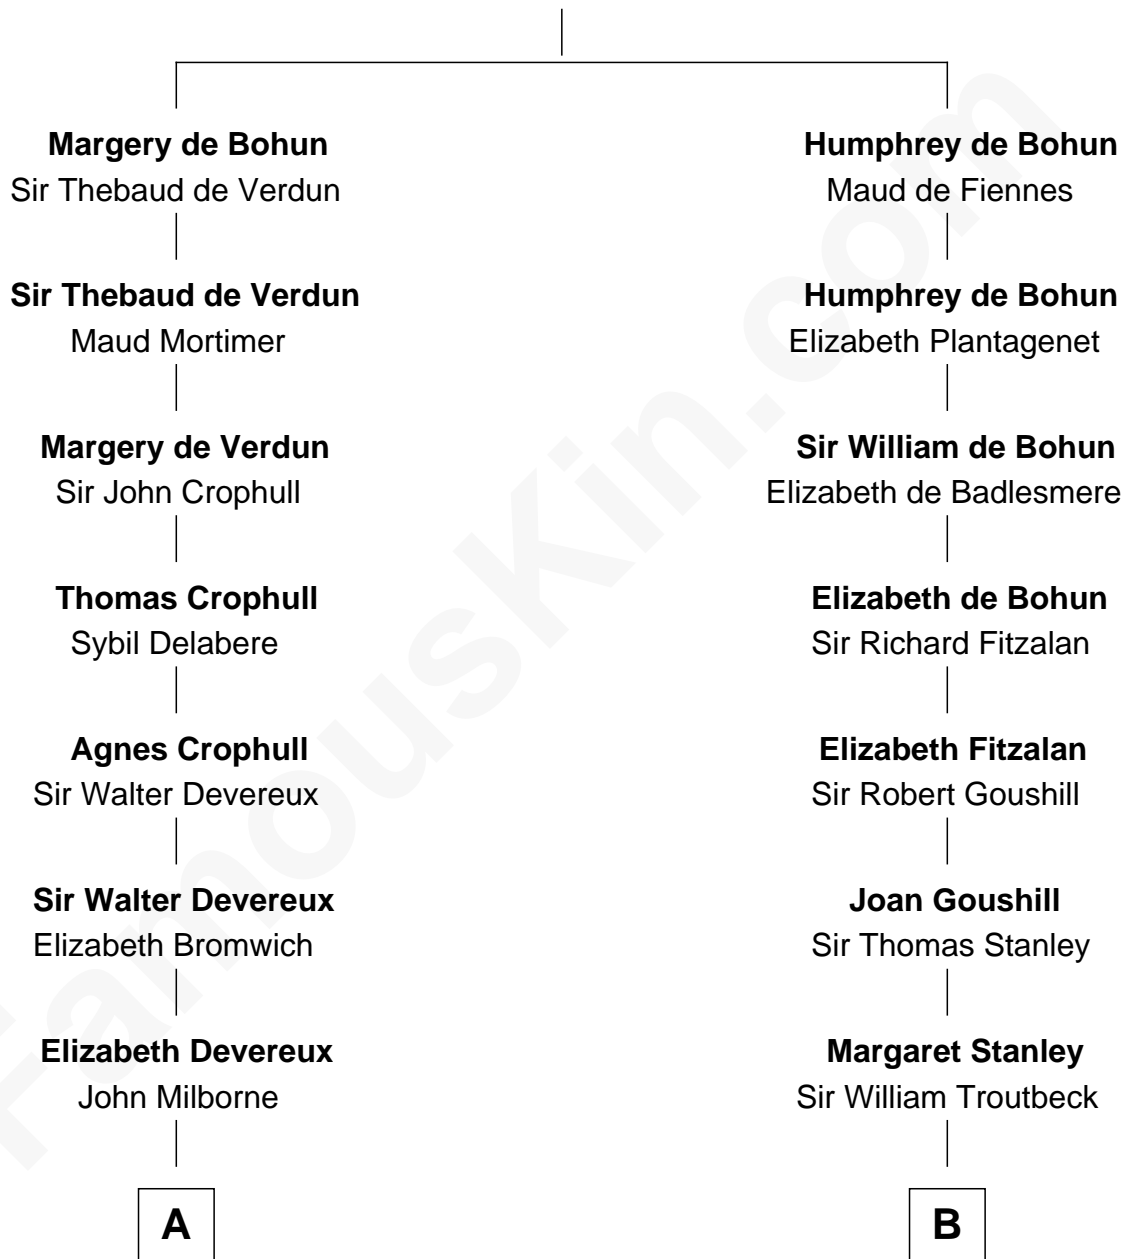 Margery de Bohun
Sir Thebaud de Verdun
Humphrey de Bohun
Maud de Fiennes
Sir Thebaud de Verdun
Maud Mortimer
Humphrey de Bohun
Elizabeth Plantagenet
Margery de Verdun
Sir John Crophull
Sir William de Bohun
Elizabeth de Badlesmere
Thomas Crophull
Sybil Delabere
Elizabeth de Bohun
Sir Richard Fitzalan
Agnes Crophull
Sir Walter Devereux
Elizabeth Fitzalan
Sir Robert Goushill
Sir Walter Devereux
Elizabeth Bromwich
Joan Goushill
Sir Thomas Stanley
Elizabeth Devereux
John Milborne
Margaret Stanley
Sir William Troutbeck
A
B
FamousKin.com